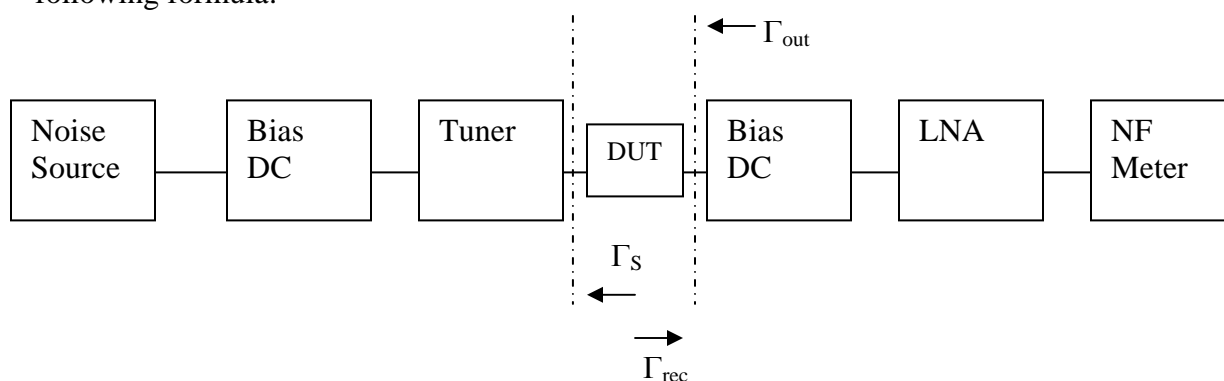 following formula:
Γout
Noise Source
Bias DC
Tuner
DUT
Bias DC
LNA
NF Meter
ΓS
Γrec